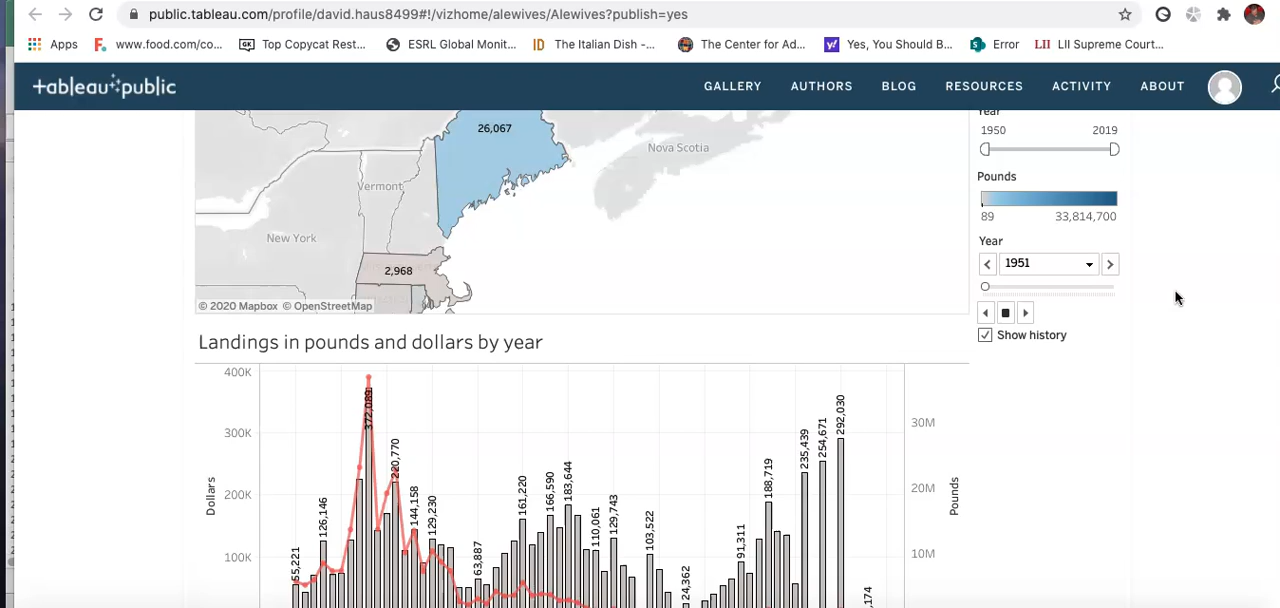 public.tableau.com/profile/david.haus8499#!/vizhome/alewives/Alewives?publish=yes
Apps www.food.com/co... GK Top Copycat Rest... ESRL Global Monit... ID The Italian Dish -... The Center for Ad... Yes, You Should B... Error LII LII Supreme Court...
+ableau+public GALLERY AUTHORS BLOG RESOURCES ACTIVITY ABOUT
Year
1950 2019
26,067
Nova Scotia
Vermont
Pounds
89 33,814,700
New York
Year
1951
2,968
© 2020 Mapbox © OpenStreetMap
Show history
Landings in pounds and dollars by year
400K
300K
200K
100K
Dollars
30M
20M
10M
Pounds
55,221
126,146
372,089
220,770
144,158
129,230
63,887
161,220
166,590
183,644
110,061
129,743
103,522
24,362
91,311
188,719
235,439
254,671
292,030